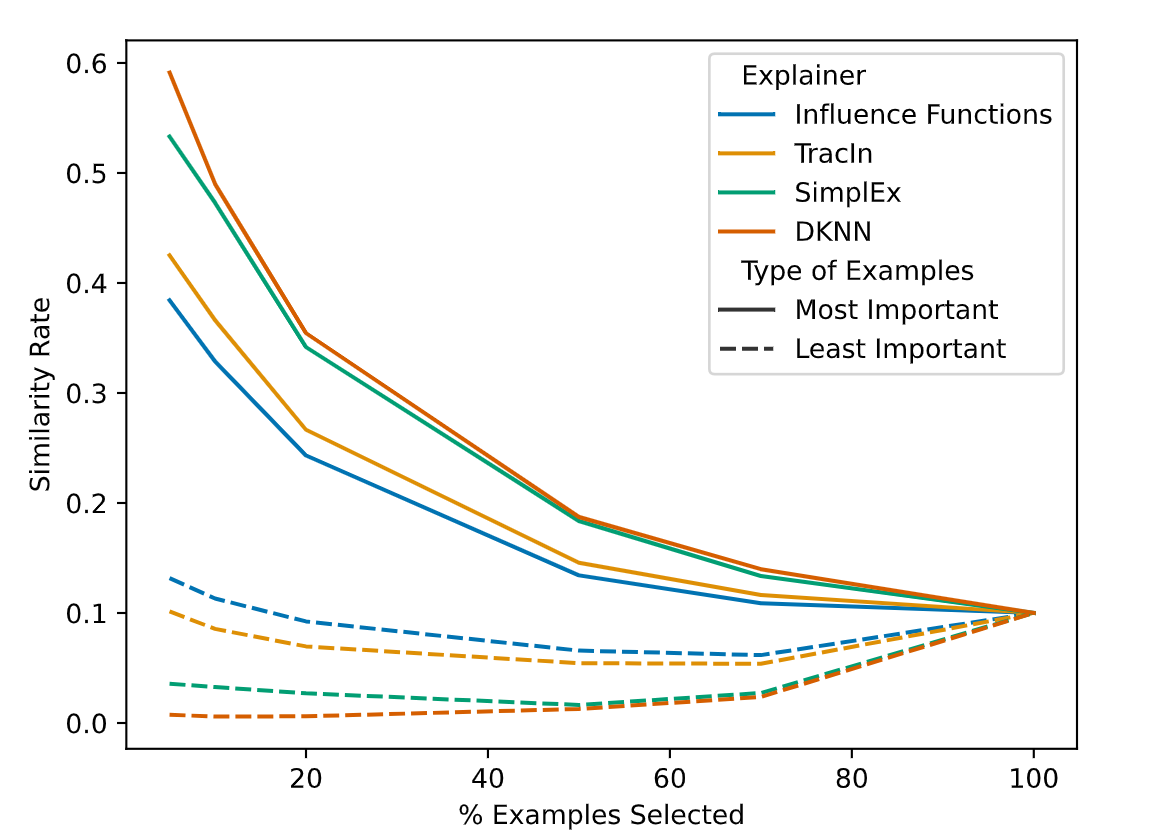 0.6
0.5
0.4
0.3
0.2
0.1
0.0
Similarity Rate
20 40 60 80 100
% Examples Selected
Explainer
Influence Functions
TracIn
SimplEx
DKNN
Type of Examples
Most Important
Least Important